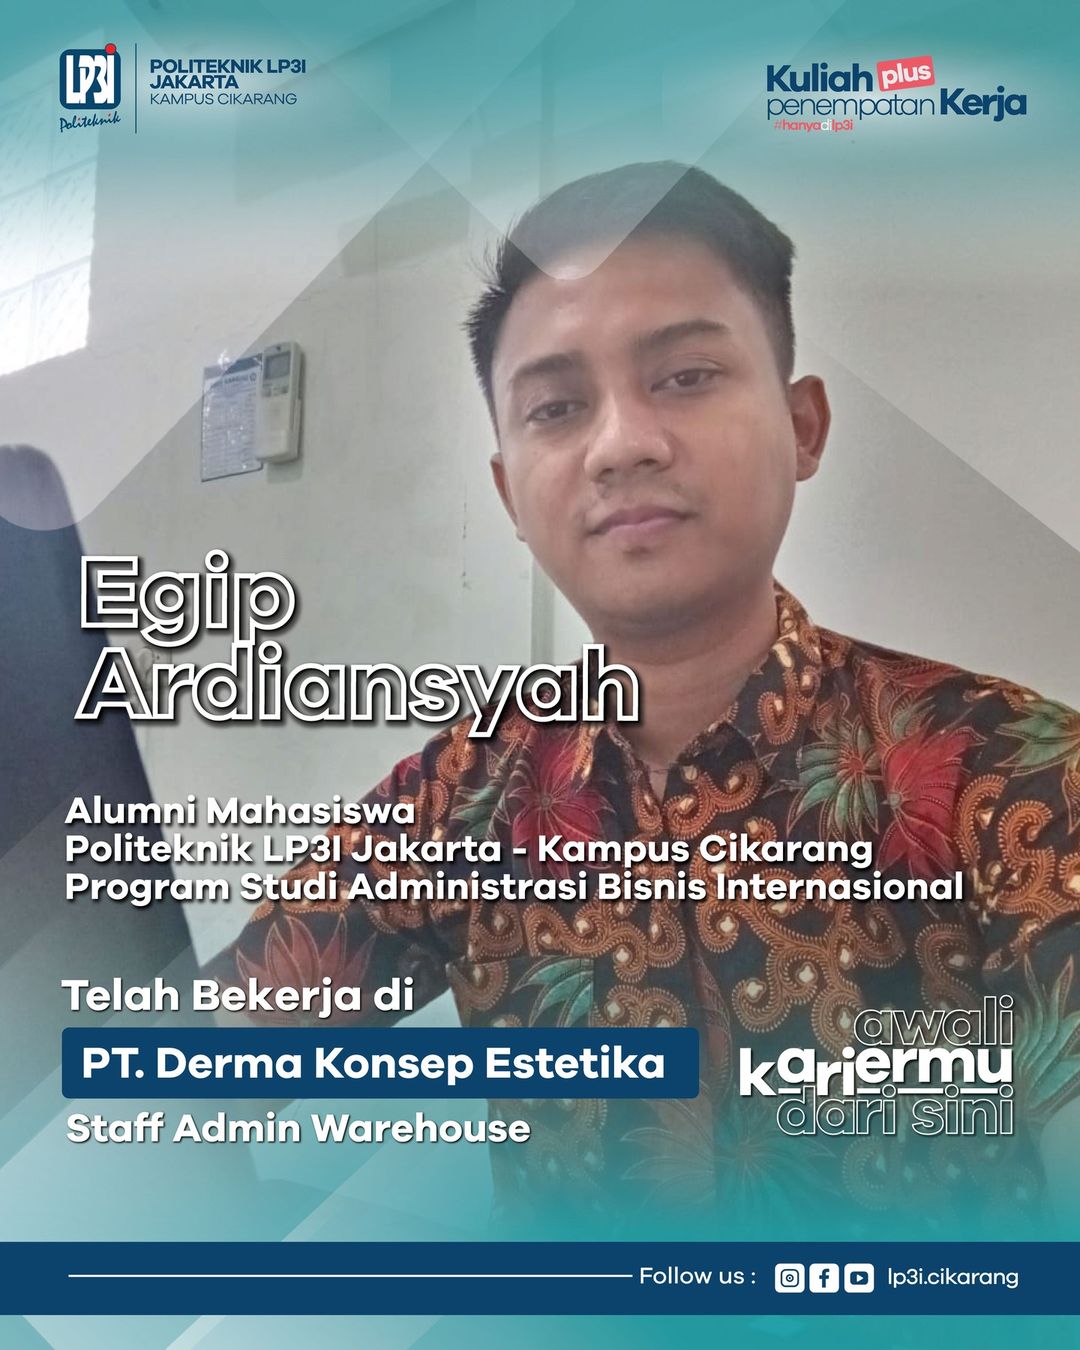 LP3I
Politeknik
POLITEKNIK LP3I
JAKARTA
KAMPUS CIKARANG
Kuliah plus
penempatan Kerja
#hanyadilp3i
Egip
Ardiansyah
Alumni Mahasiswa
Politeknik LP3I Jakarta - Kampus Cikarang
Program Studi Administrasi Bisnis Internasional
Telah Bekerja di
PT. Derma Konsep Estetika
Staff Admin Warehouse
awali
kariermu
dari sini
Follow us :
lp3i.cikarang